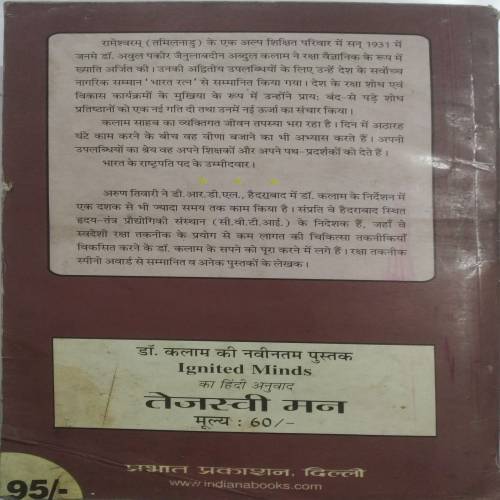 रामेश्वरम् (तमिलनाडु) के एक अल्प शिक्षित परिवार में सन् 1931 में
जनमे डॉ. अवुल पकीर जैनुलाबदीन अब्दुल कलाम ने रक्षा वैज्ञानिक के रूप में
ख्याति अर्जित की। उनकी अद्वितीय उपलब्धियों के लिए उन्हें देश के सर्वोच्च
नागरिक सम्मान 'भारत रत्न' से सम्मानित किया गया। देश के रक्षा शोध एवं
विकास कार्यक्रमों के मुखिया के रूप में उन्होंने प्रायः बंद-से पड़े शोध
प्रतिष्ठानों को एक नई गति दी तथा उनमें नई ऊर्जा का संचार किया।
कलाम साहब का व्यक्तिगत जीवन तपस्या भरा रहा है। दिन में अठारह
घंटे काम करने के बीच वह वीणा बजाने का भी अभ्यास करते हैं। अपनी
उपलब्धियों का श्रेय वह अपने शिक्षकों और अपने पथ-प्रदर्शकों को देते हैं।
भारत के राष्ट्रपति पद के उम्मीदवार।
अरुण तिवारी ने डी.आर.डी.एल., हैदराबाद में डॉ. कलाम के निर्देशन में
एक दशक से भी ज्यादा समय तक काम किया है। संप्रति वे हैदराबाद स्थित
हृदय-तंत्र प्रौद्योगिकी संस्थान (सी.वी.टी.आई.) के निदेशक हैं, जहाँ वे
स्वदेशी रक्षा तकनीक के प्रयोग से कम लागत की चिकित्सा तकनीकियाँ
विकसित करने के डॉ. कलाम के सपने को पूरा करने में लगे हैं। रक्षा तकनीक
स्पीनो अवार्ड से सम्मानित व अनेक पुस्तकों के लेखक।
डॉ. कलाम की नवीनतम पुस्तक
Ignited Minds
का हिंदी अनुवाद
तेजस्वी मन
मूल्य : 60/-
प्रभात प्रकाशन, दिल्ली
www.indianabooks.com
95/-